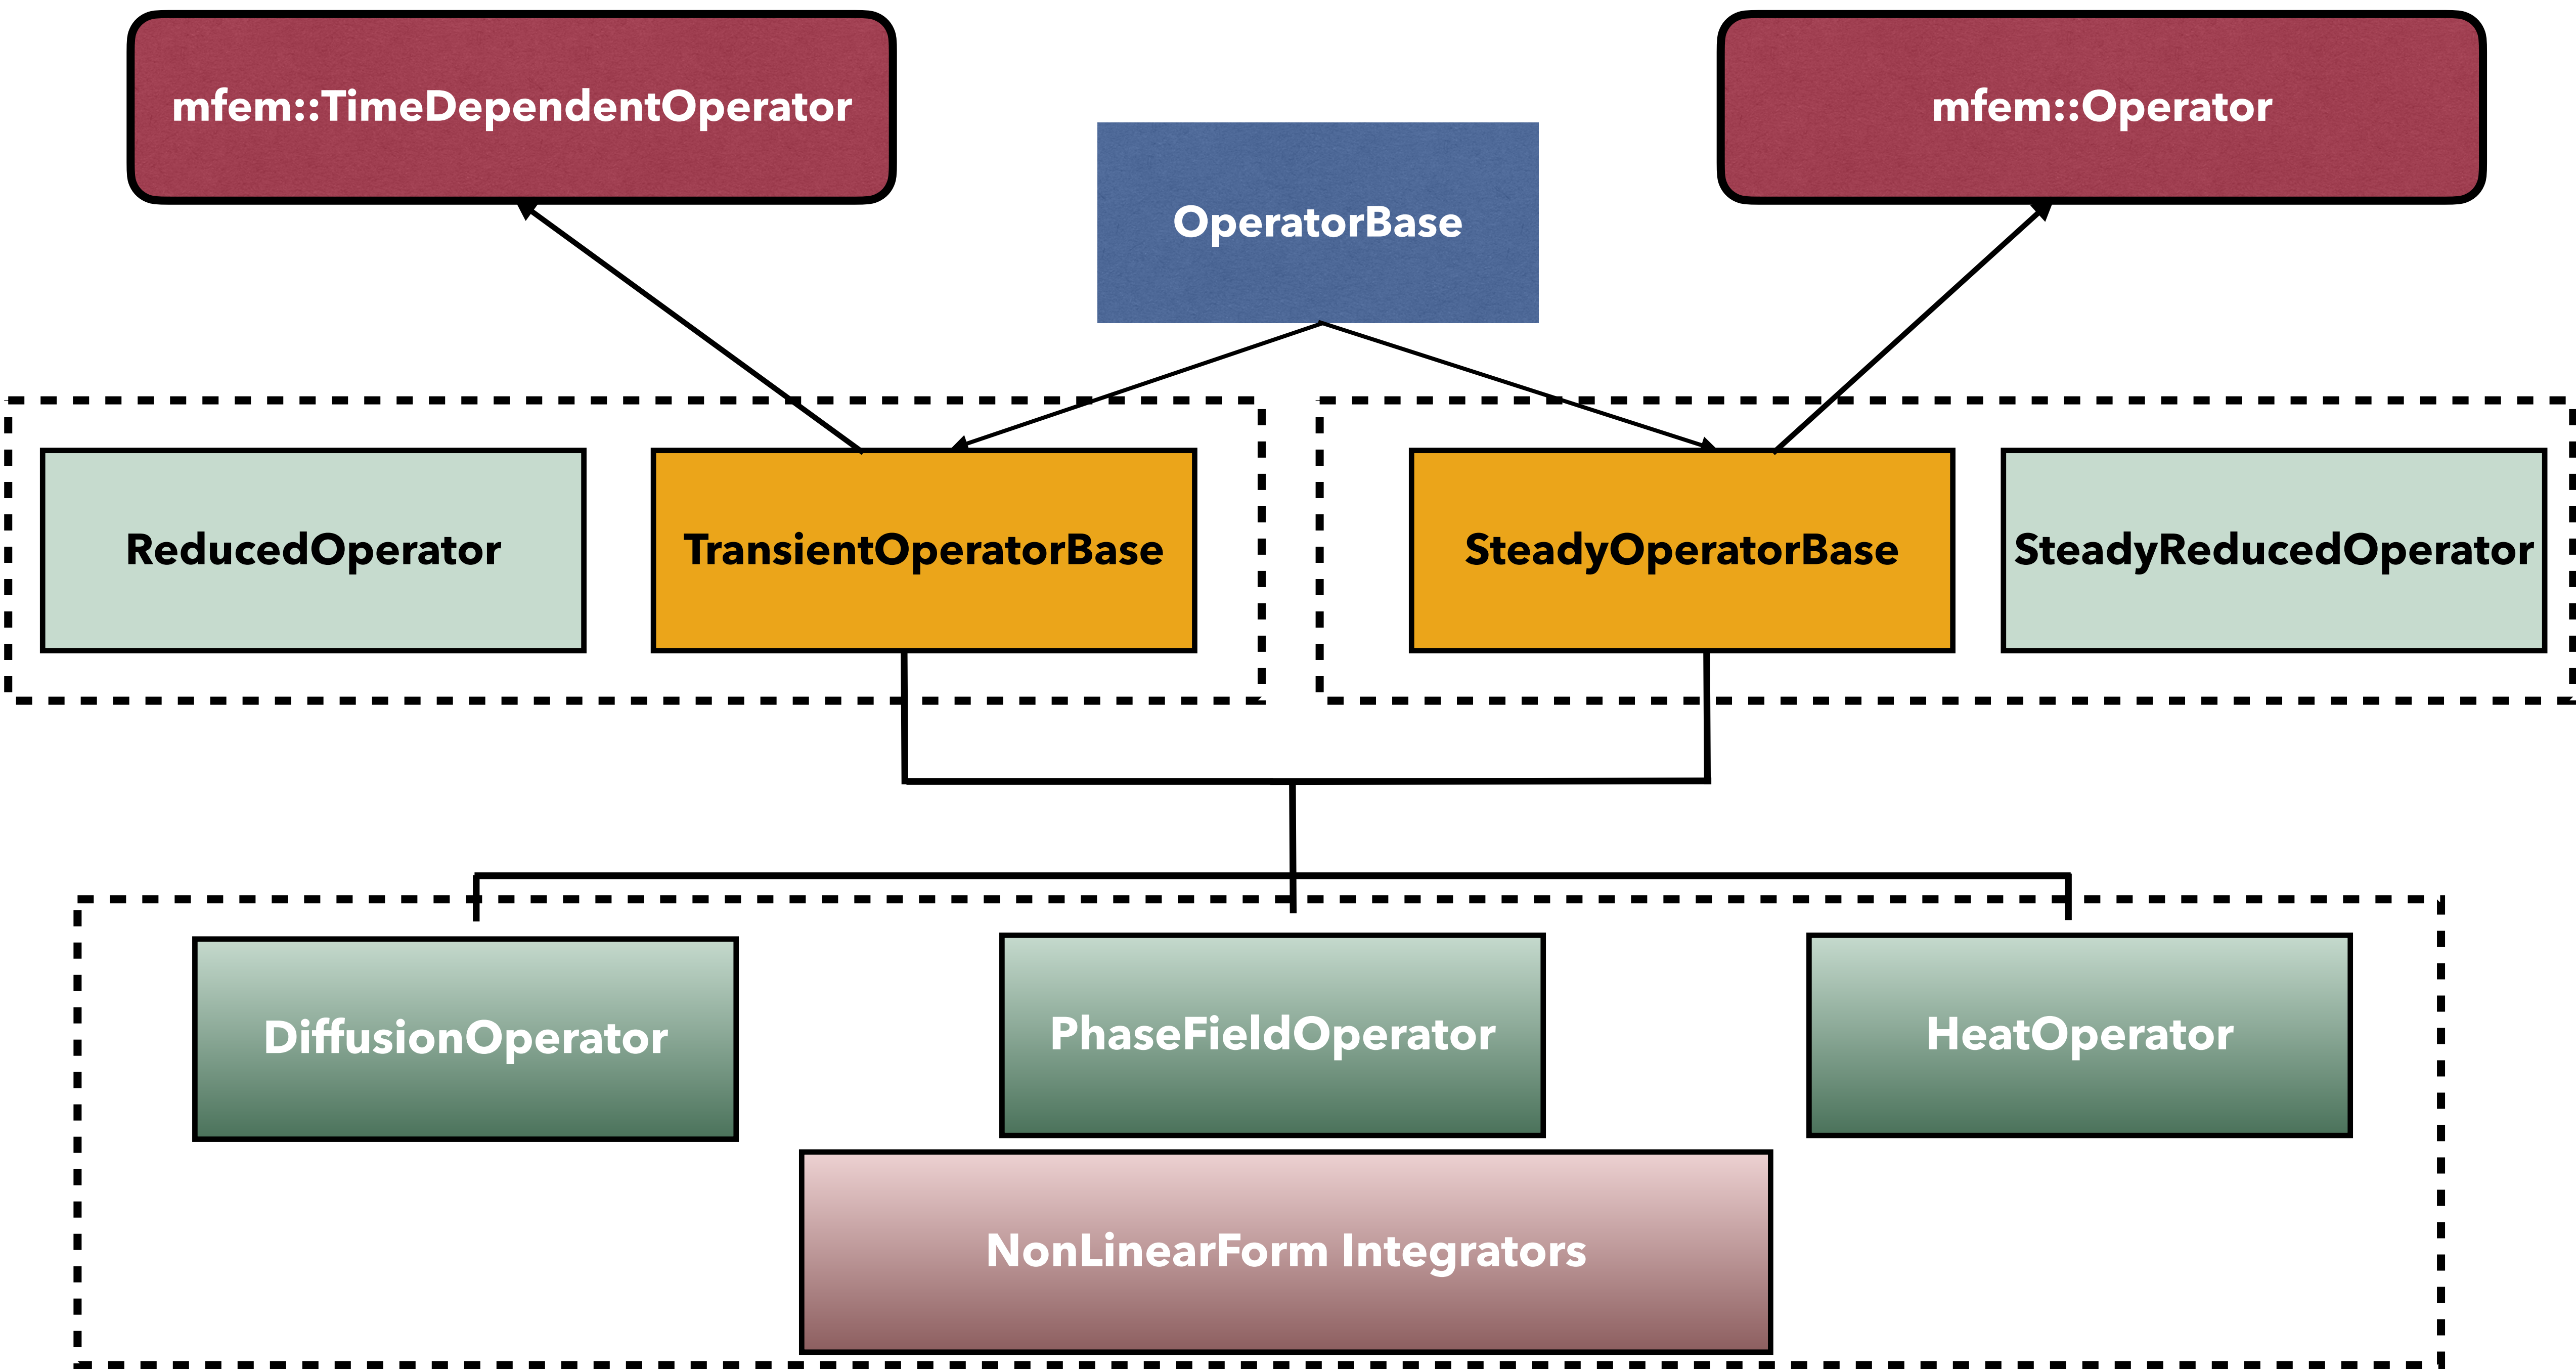 mfem::TimeDependentOperator
mfem::Operator
OperatorBase
ReducedOperator
TransientOperatorBase
SteadyOperatorBase
SteadyReducedOperator
DiffusionOperator
PhaseFieldOperator
HeatOperator
NonLinearForm Integrators